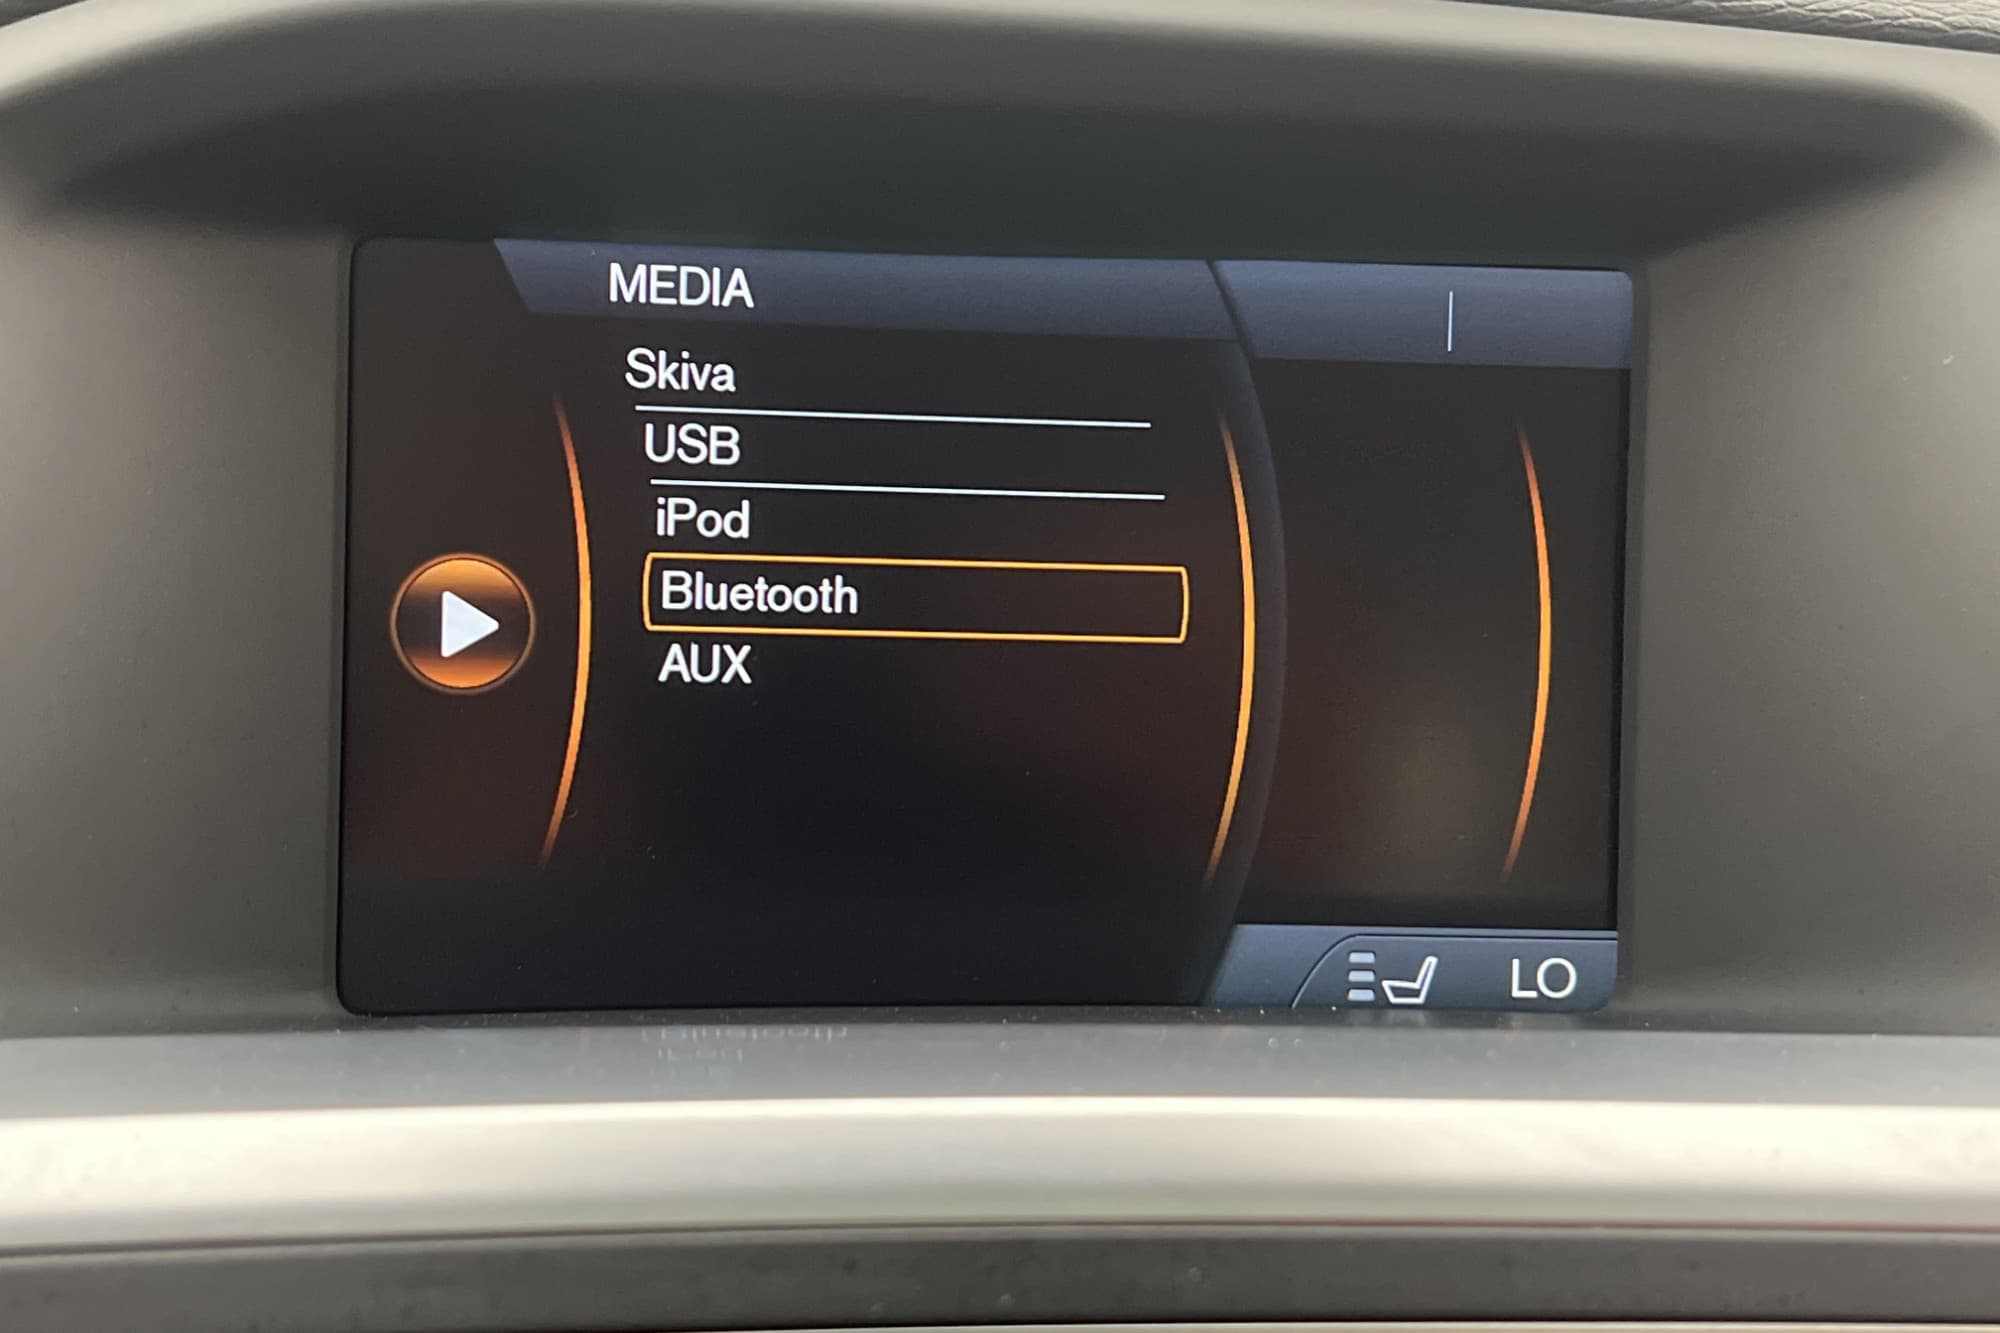 MEDIA
Skiva
USB
iPod
Bluetooth
AUX
LO